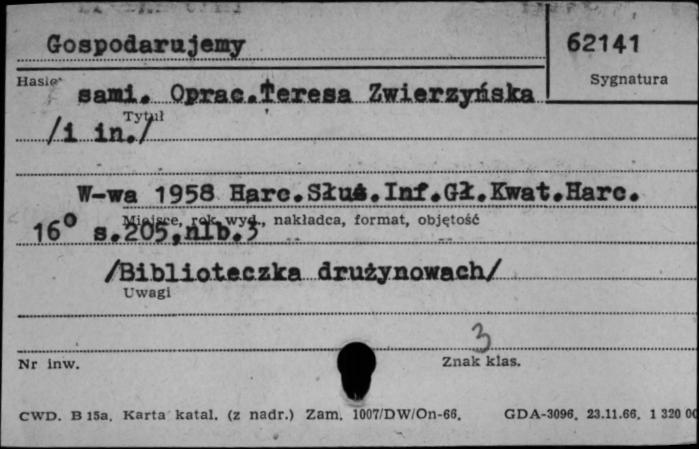 Gospodarujemy 62141
Hasło Sygnatura
sami. Oprac.Teresa Zwierzyńska
Tytuł
/i in./
W-wa 1958 Harc.Służ.Inf.Gł.Kwat.Harc.
Miejsce, rok wyd., nakładca, format, objętość
16° s.205,nlb.3
/Biblioteczka drużynowach/
Uwagi
3
Nr inw. Znak klas.
CWD. B 15a. Karta katal. (z nadr.) Zam. 1007/DW/On-66. GDA-3096. 23.11.66. 1 320 00